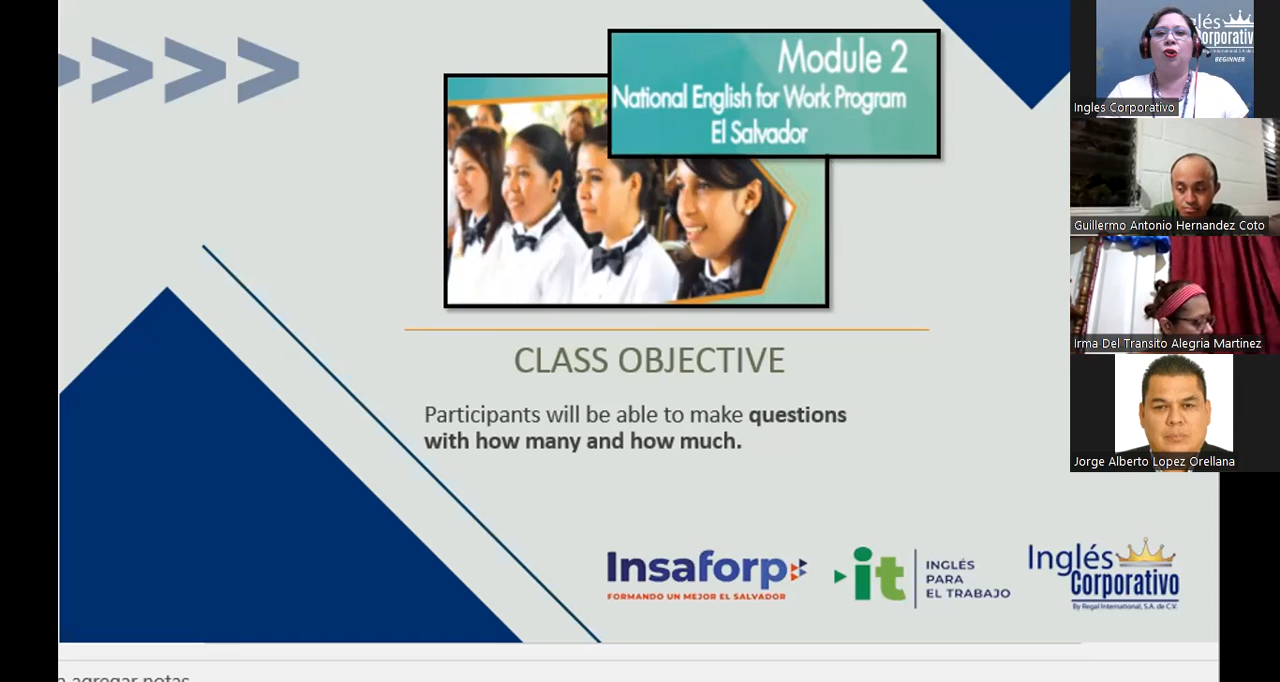 Module 2
National English for Work Program
El Salvador
CLASS OBJECTIVE
Participants will be able to make questions
with how many and how much.
Insaforp
FORMANDO UN MEJOR EL SALVADOR
it
INGLÉS
PARA
EL TRABAJO
Inglés
Corporativo
By Regal International, S.A. de C.V.
agregar notas
glés
Corporativo
BEGINNER
Ingles Corporativo
Guillermo Antonio Hernandez Coto
Irma Del Transito Alegria Martinez
Jorge Alberto Lopez Orellana